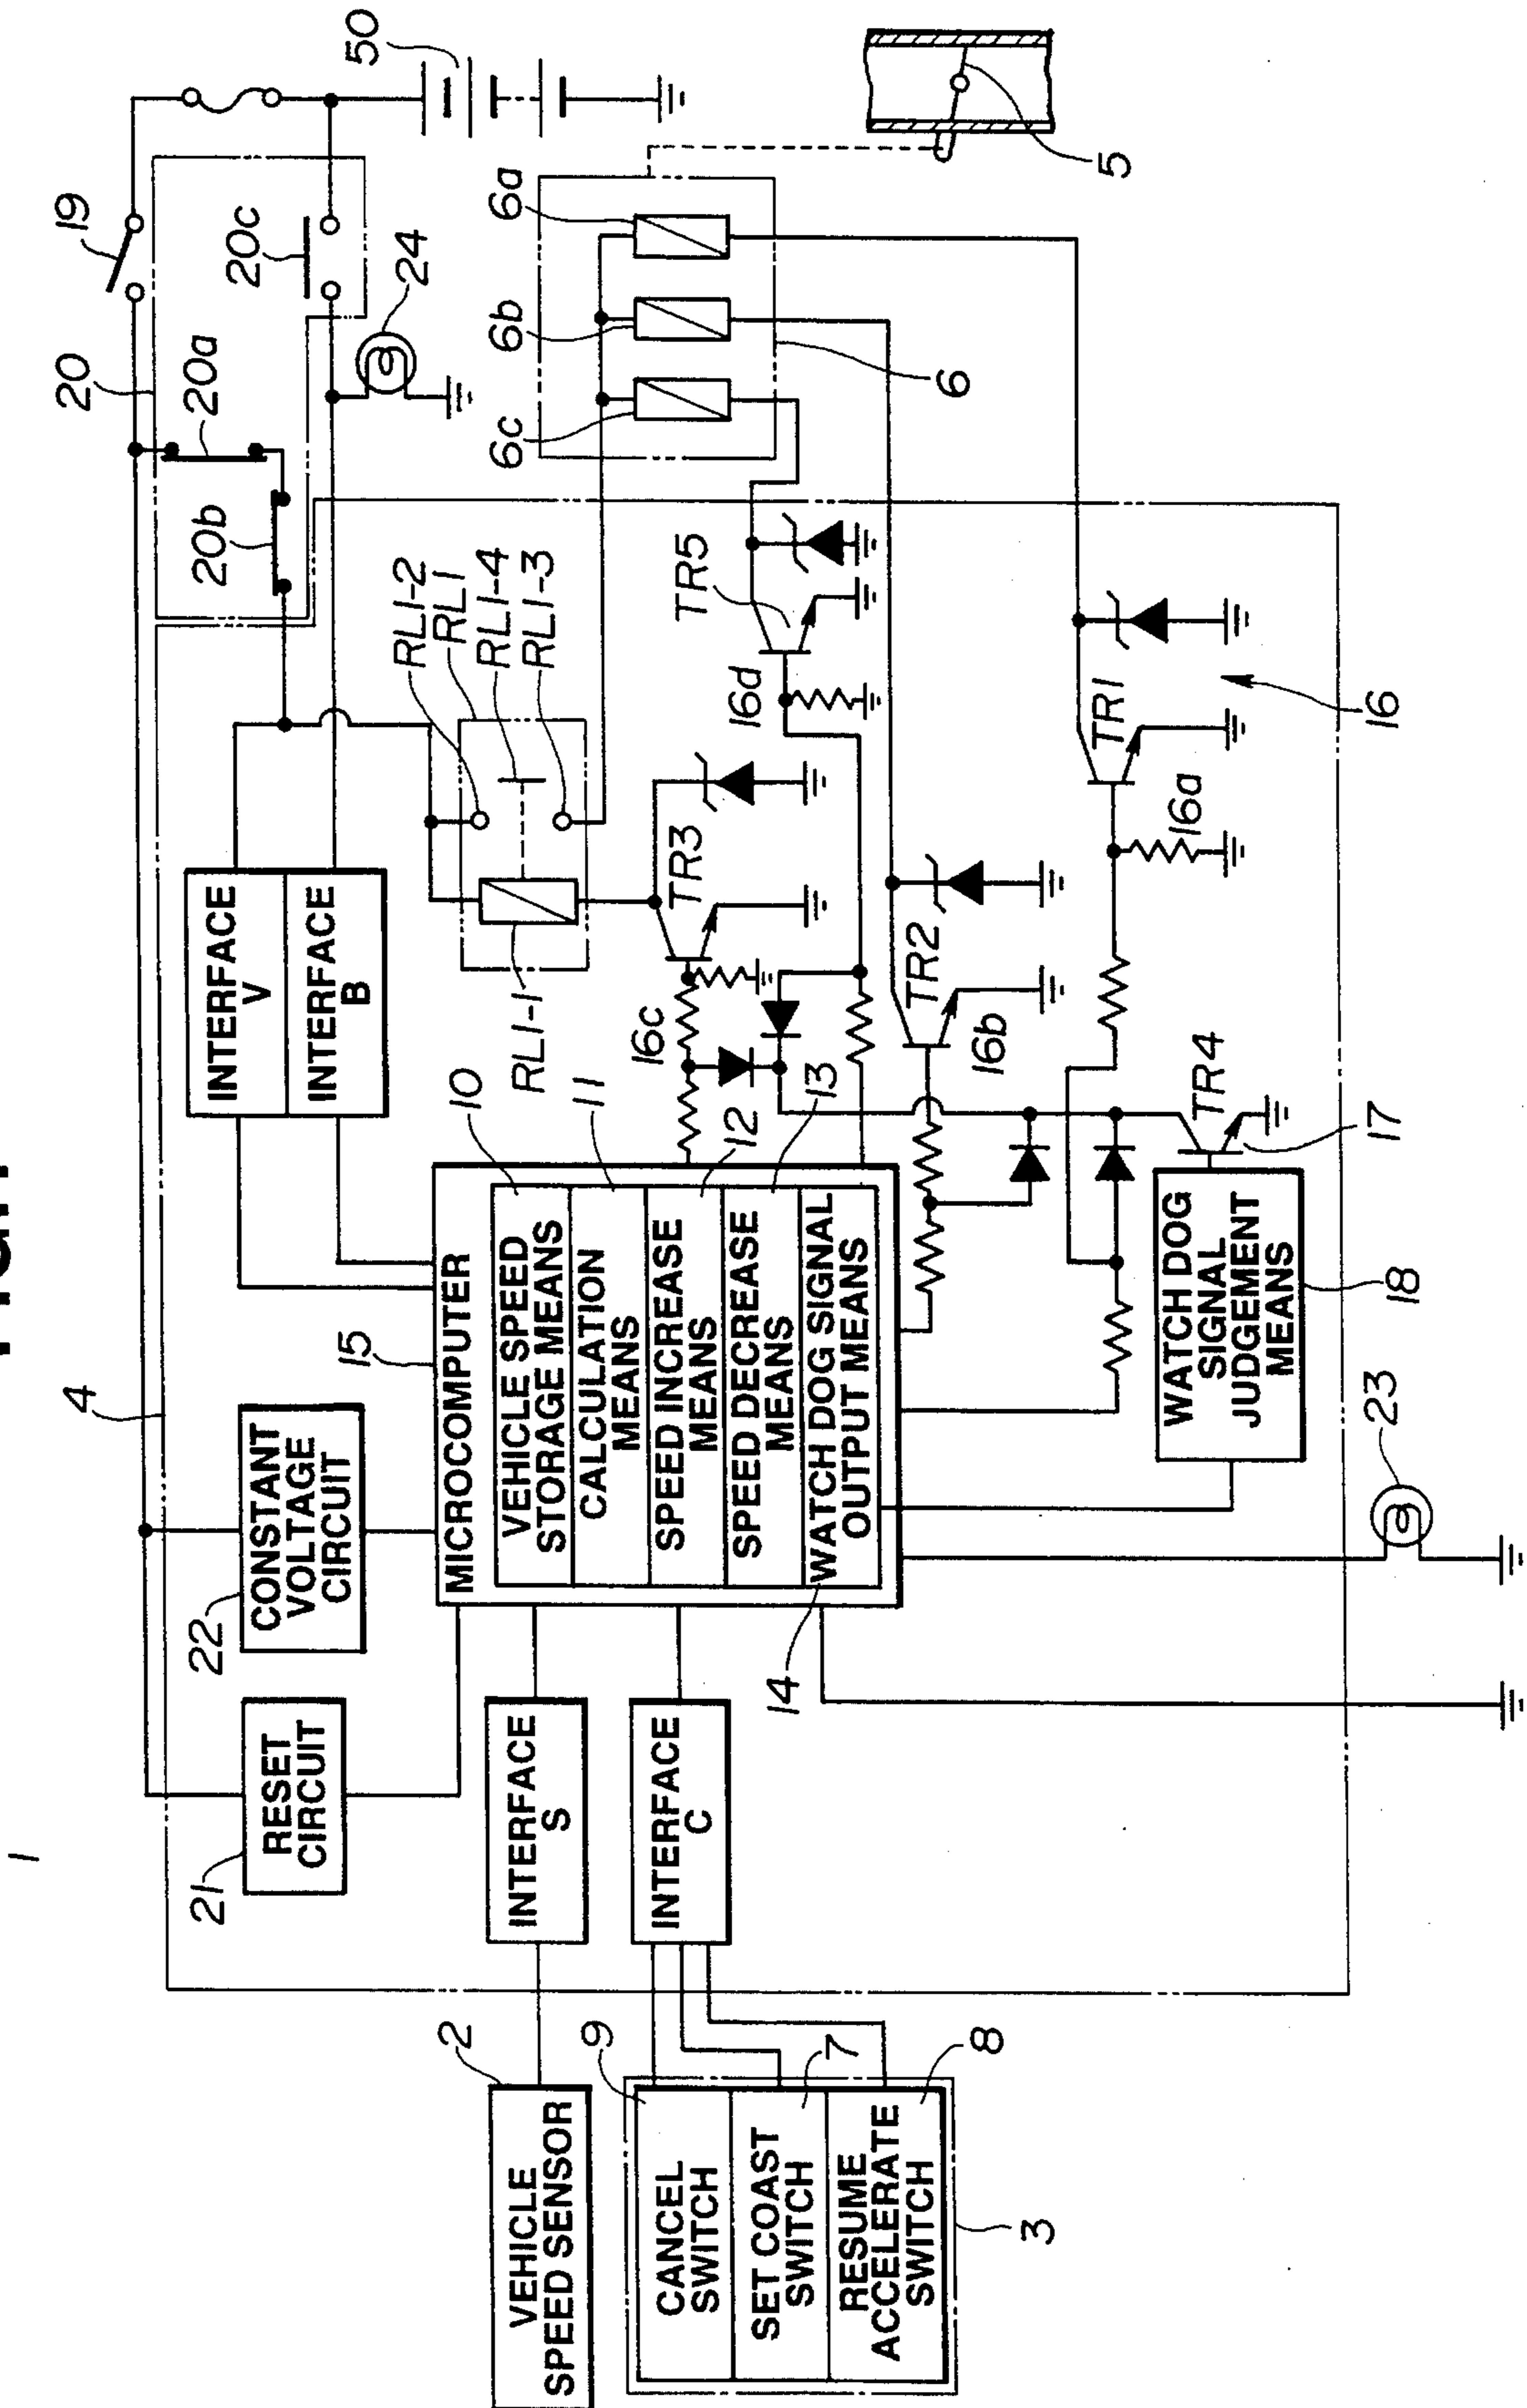 1
4
19
20
20a
20b
20c
24
50
21
RESET
CIRCUIT
22
CONSTANT
VOLTAGE
CIRCUIT
INTERFACE
V
INTERFACE
B
RL1-2
RL1
RL1-4
RL1-3
RL1-1
6a
6b
6c
6
5
2
VEHICLE
SPEED SENSOR
INTERFACE
S
INTERFACE
C
15
MICROCOMPUTER
10
VEHICLE SPEED
STORAGE MEANS
11
CALCULATION
MEANS
12
SPEED INCREASE
MEANS
13
SPEED DECREASE
MEANS
14
WATCH DOG SIGNAL
OUTPUT MEANS
9
CANCEL
SWITCH
7
SET COAST
SWITCH
8
RESUME
ACCELERATE
SWITCH
3
16c
TR3
16d
TR5
TR2
16b
TR1
16a
16
TR4
17
WATCH DOG
SIGNAL
JUDGEMENT
MEANS
18
23